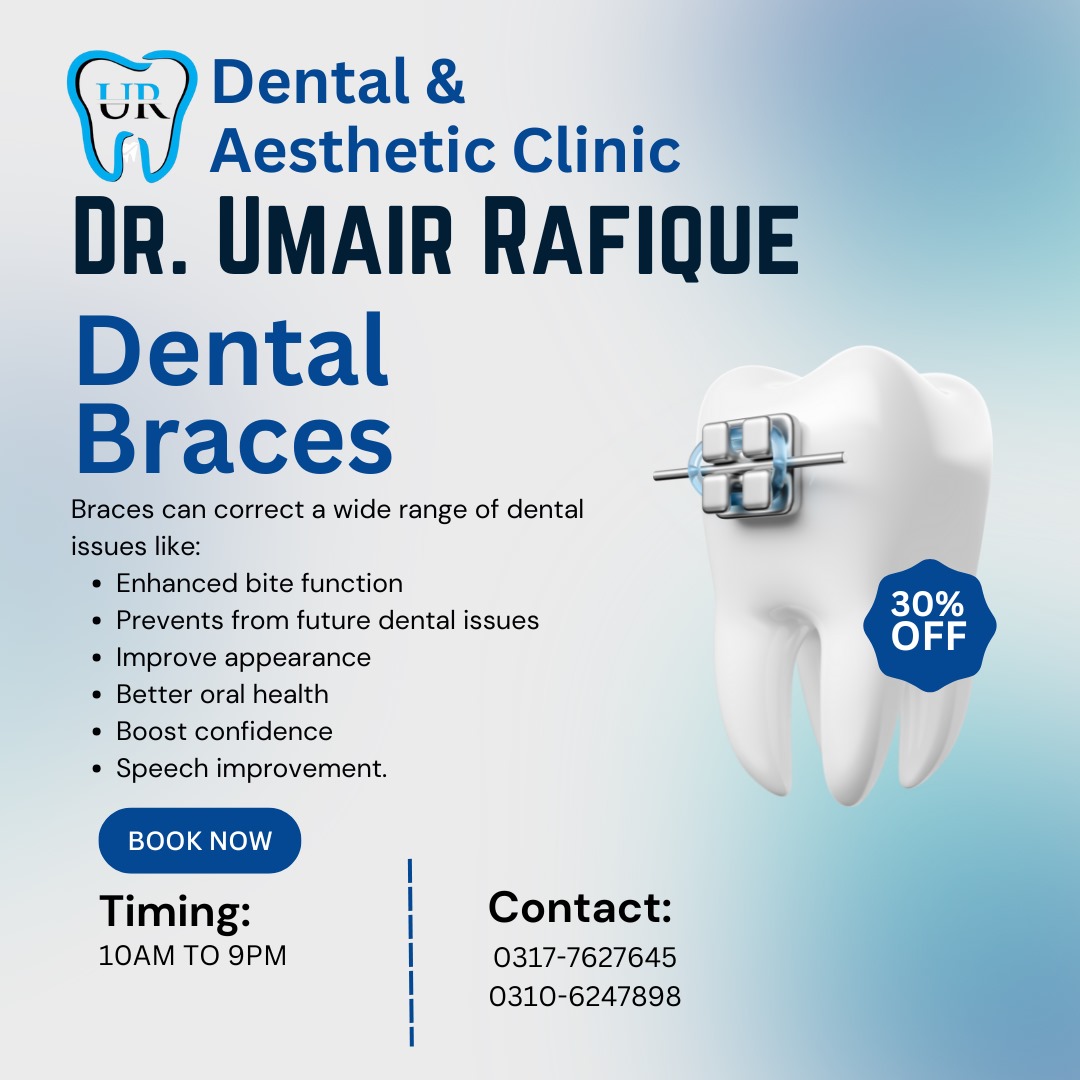 UR
Dental &
Aesthetic Clinic
Dr. Umair Rafique
Dental
Braces
Braces can correct a wide range of dental
issues like:
• Enhanced bite function
• Prevents from future dental issues
• Improve appearance
• Better oral health
• Boost confidence
• Speech improvement.
30%
OFF
BOOK NOW
Timing:
10AM TO 9PM
Contact:
0317-7627645
0310-6247898